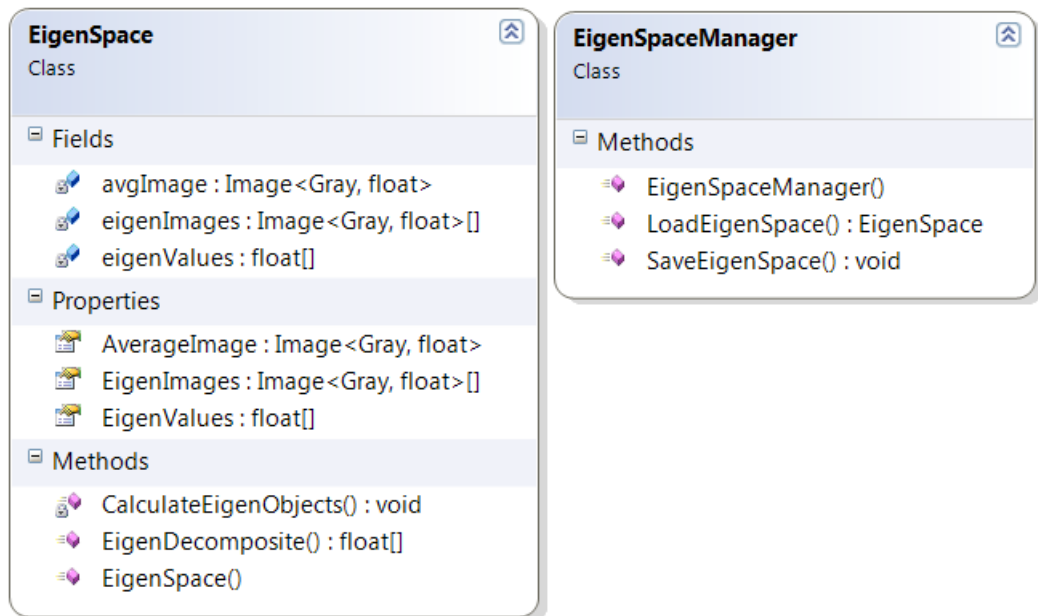 EigenSpace
Class
Fields
avgImage : Image<Gray, float>
eigenImages : Image<Gray, float>[]
eigenValues : float[]
Properties
AverageImage : Image<Gray, float>
EigenImages : Image<Gray, float>[]
EigenValues : float[]
Methods
CalculateEigenObjects() : void
EigenDecomposite() : float[]
EigenSpace()
EigenSpaceManager
Class
Methods
EigenSpaceManager()
LoadEigenSpace() : EigenSpace
SaveEigenSpace() : void